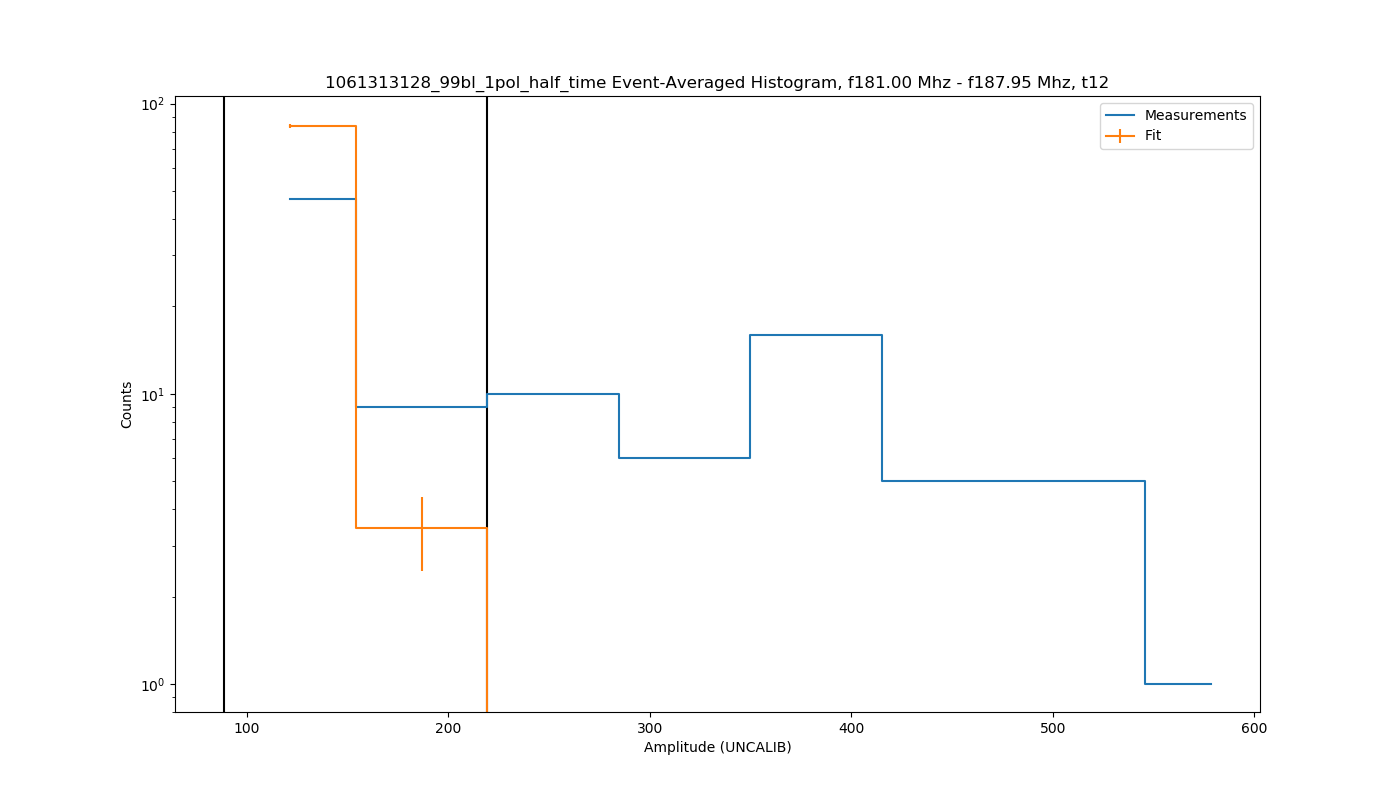 1061313128_99bl_1pol_half_time Event-Averaged Histogram, f181.00 Mhz - f187.95 Mhz, t12
Measurements
Fit
10²
10¹
10⁰
Counts
100 200 300 400 500 600
Amplitude (UNCALIB)